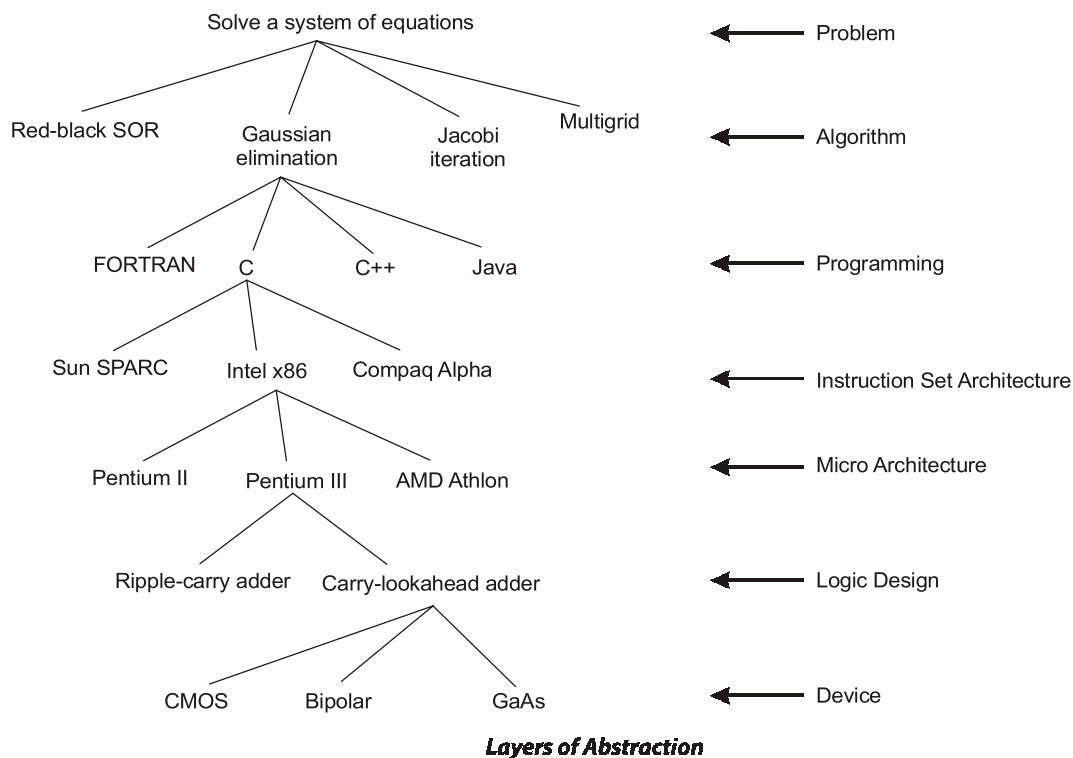 Solve a system of equations
Problem
Red-black SOR
Gaussian
elimination
Jacobi
iteration
Multigrid
Algorithm
FORTRAN
C
C++
Java
Programming
Sun SPARC
Intel x86
Compaq Alpha
Instruction Set Architecture
Pentium II
Pentium III
AMD Athlon
Micro Architecture
Ripple-carry adder
Carry-lookahead adder
Logic Design
CMOS
Bipolar
GaAs
Device
Layers of Abstraction